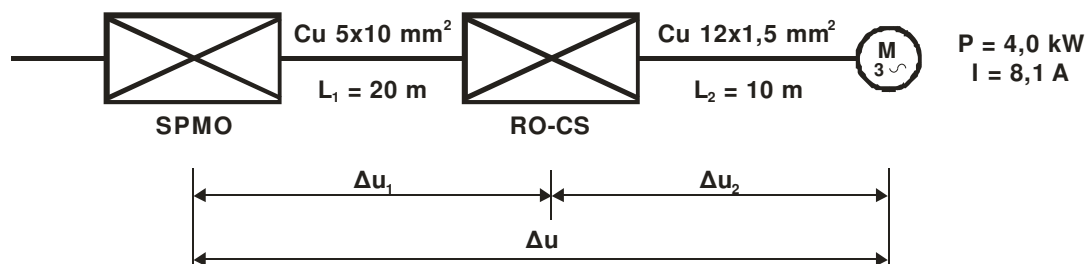 Cu 5x10 mm²
Cu 12x1,5 mm²
M
3
P = 4,0 kW
I = 8,1 A
L₁ = 20 m
L₂ = 10 m
SPMO
RO-CS
Δu₁
Δu₂
Δu